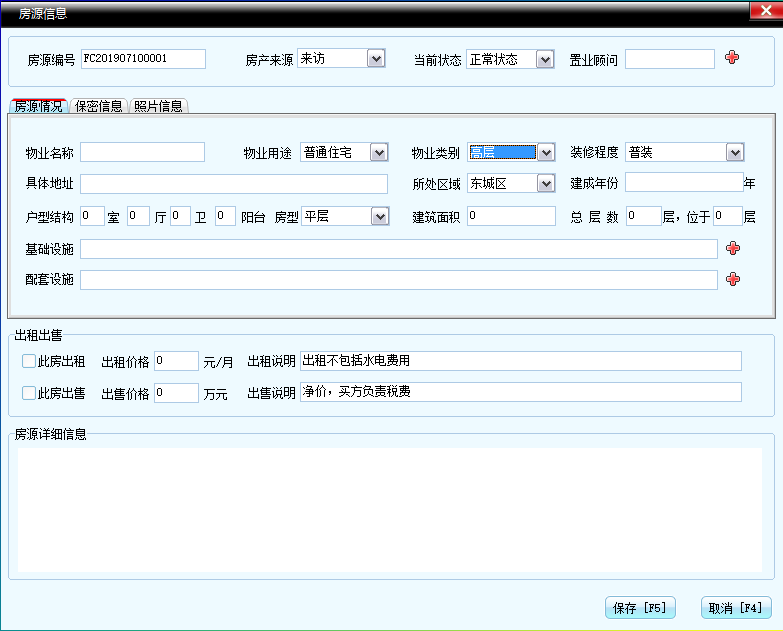 房源信息
房源编号 FC201907100001 房产来源 来访 当前状态 正常状态 置业顾问
房源情况 保密信息 照片信息
物业名称 物业用途 普通住宅 物业类别 高层 装修程度 普装
具体地址 所处区域 东城区 建成年份 年
户型结构 0 室 0 厅 0 卫 0 阳台 房型 平层 建筑面积 0 总 层 数 0 层，位于 0 层
基础设施
配套设施
出租出售
此房出租 出租价格 0 元/月 出租说明 出租不包括水电费用
此房出售 出售价格 0 万元 出售说明 净价，买方负责税费
房源详细信息
保存 [F5] 取消 [F4]